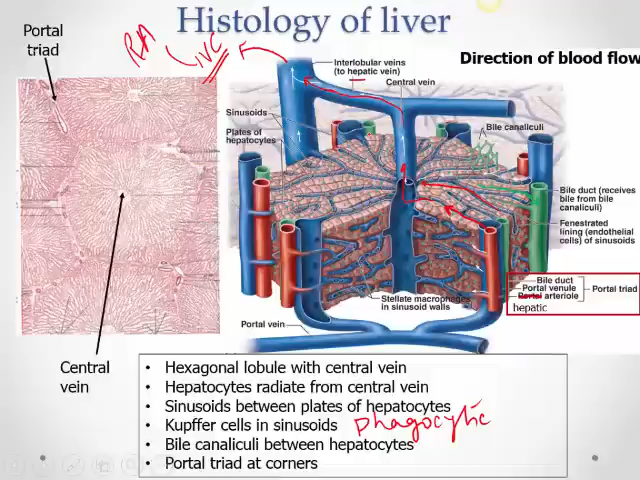 Histology of liver
Portal
triad
RA
IVC
Interlobular veins
(to hepatic vein)
Central vein
Direction of blood flow
Sinusoids
Plates of
hepatocytes
Bile canaliculi
Bile duct (receives
bile from bile
canaliculi)
Fenestrated
lining (endothelial
cells) of sinusoids
Bile duct
Portal venule
Portal arteriole
Portal triad
hepatic
Stellate macrophages
in sinusoid walls
Portal vein
Central
vein
• Hexagonal lobule with central vein
• Hepatocytes radiate from central vein
• Sinusoids between plates of hepatocytes
• Kupffer cells in sinusoids phagocytic
• Bile canaliculi between hepatocytes
• Portal triad at corners